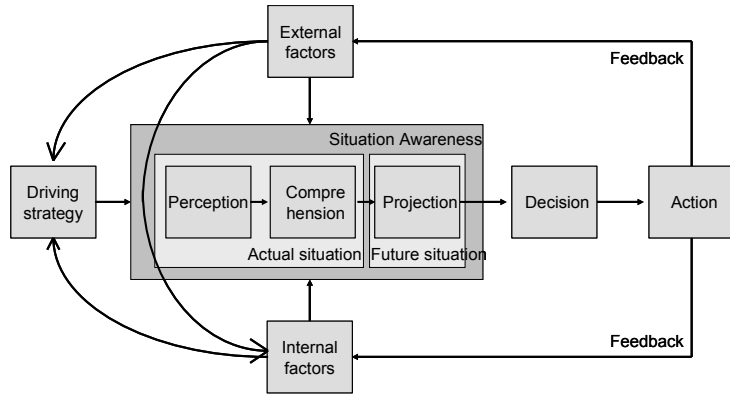 External
factors
Feedback
Situation Awareness
Driving
strategy
Perception
Compre
hension
Projection
Decision
Action
Actual situation
Future situation
Internal
factors
Feedback